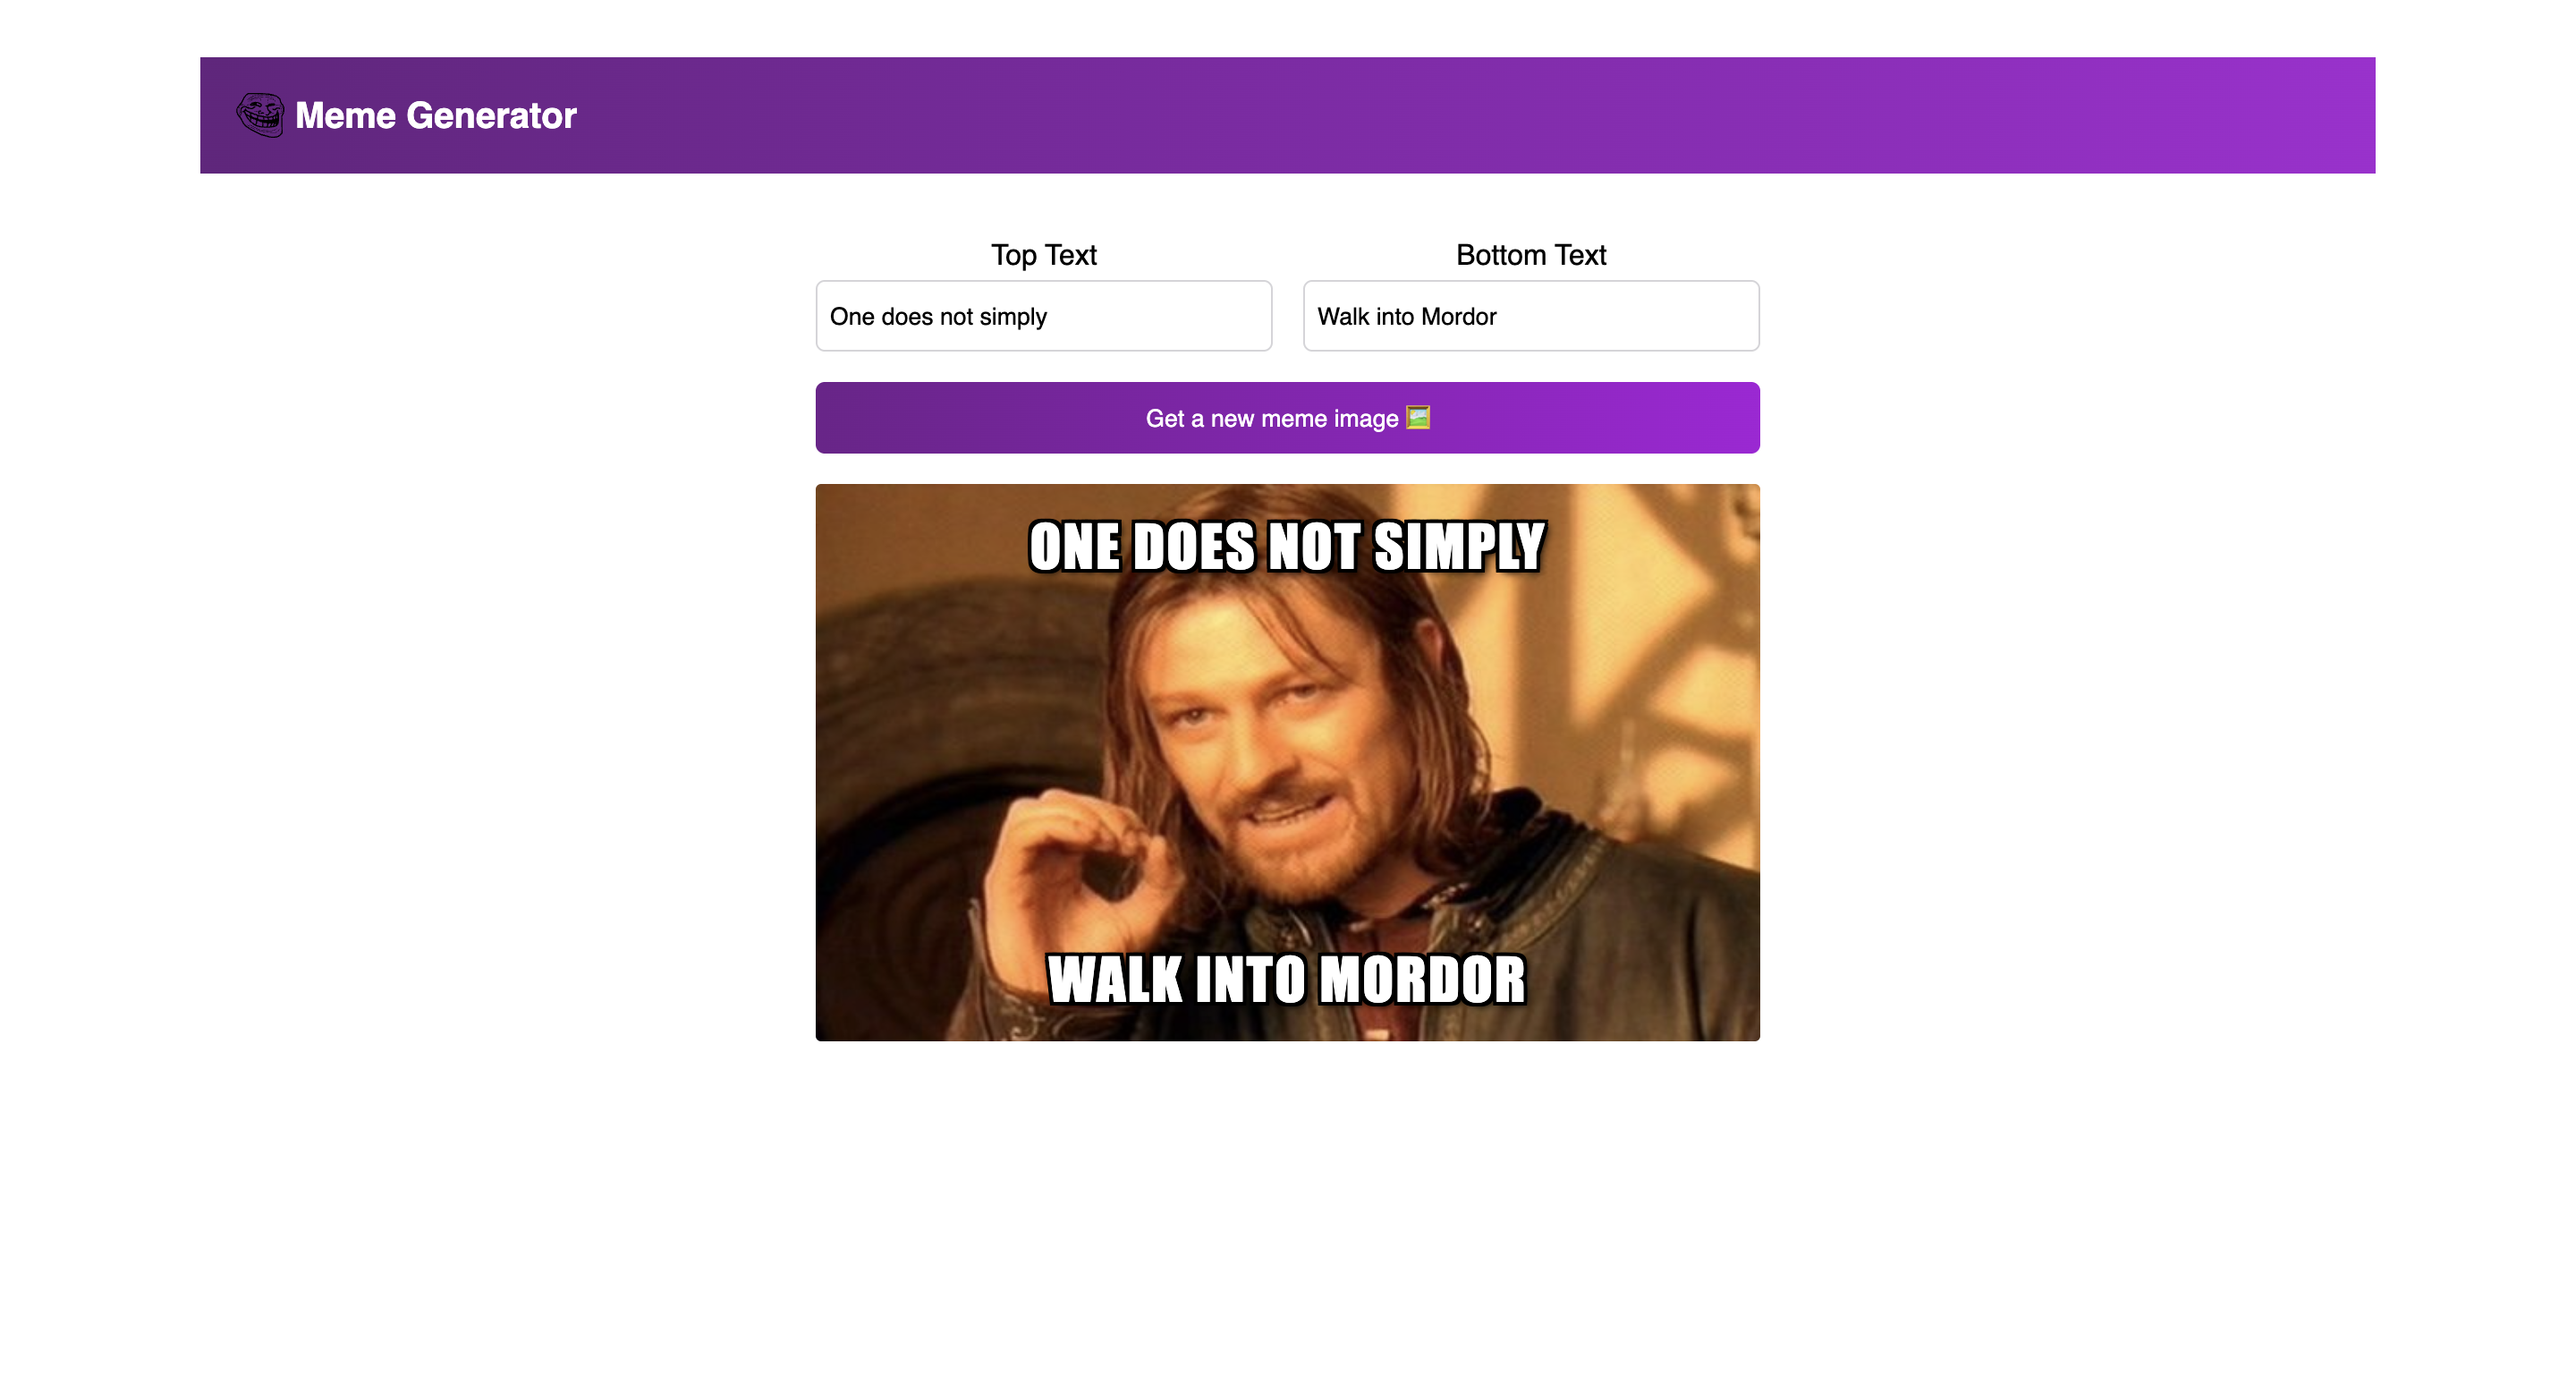 Meme Generator
Top Text
Bottom Text
One does not simply
Walk into Mordor
Get a new meme image 🖼️
ONE DOES NOT SIMPLY
WALK INTO MORDOR